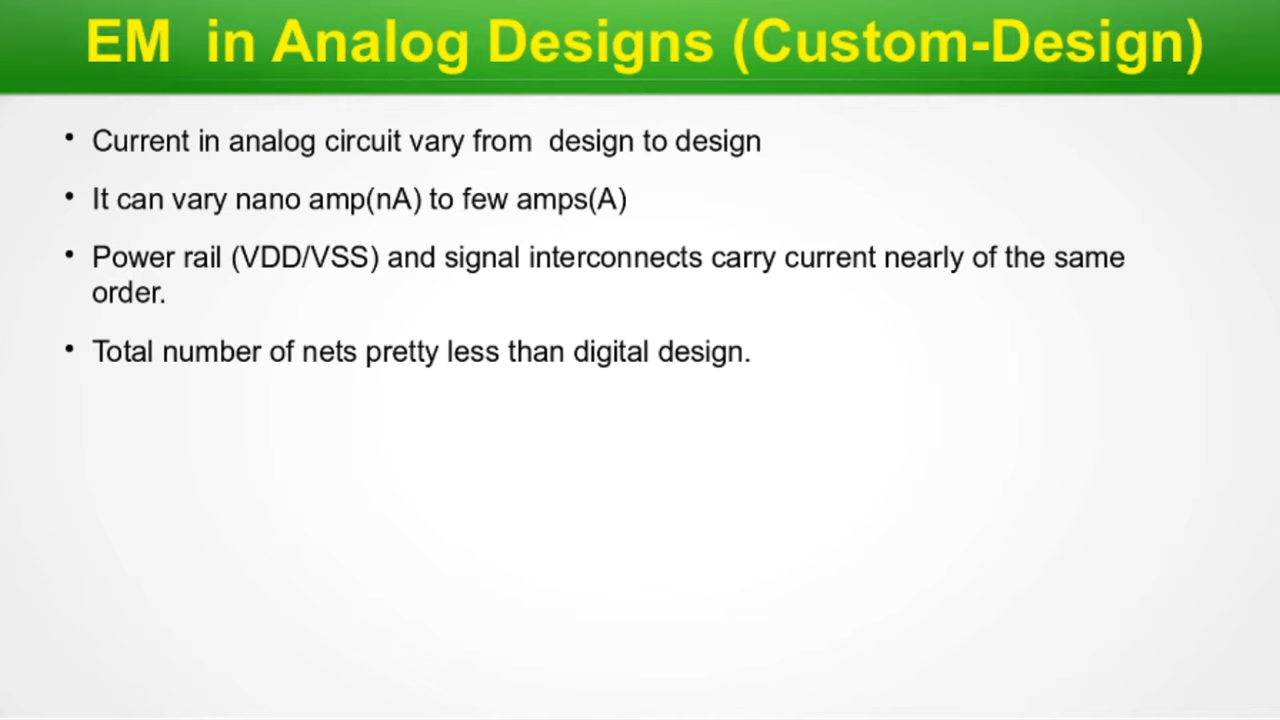 EM  in Analog Designs (Custom-Design)
• Current in analog circuit vary from  design to design
• It can vary nano amp(nA) to few amps(A)
• Power rail (VDD/VSS) and signal interconnects carry current nearly of the same
order.
• Total number of nets pretty less than digital design.